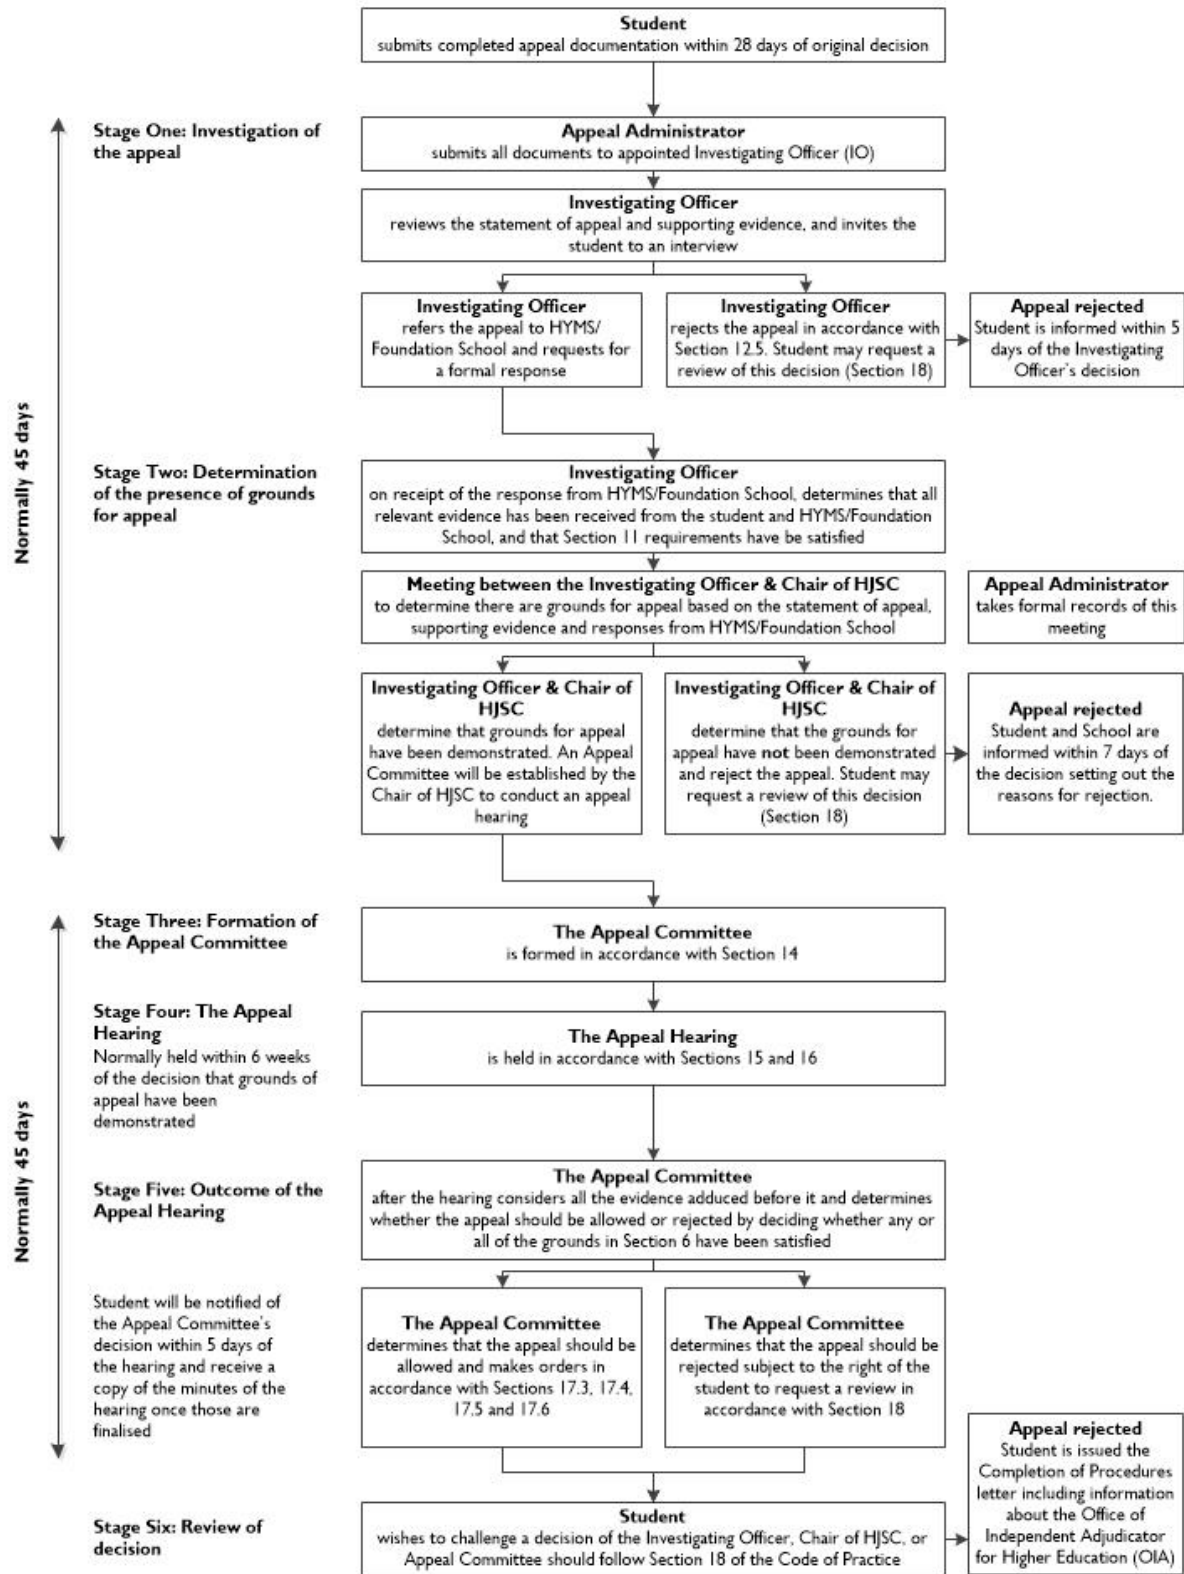 Student
submits completed appeal documentation within 28 days of original decision
Normally 45 days
Stage One: Investigation of
the appeal
Appeal Administrator
submits all documents to appointed Investigating Officer (IO)
Investigating Officer
reviews the statement of appeal and supporting evidence, and invites the
student to an interview
Investigating Officer
refers the appeal to HYMS/
Foundation School and requests for
a formal response
Investigating Officer
rejects the appeal in accordance with
Section 12.5. Student may request a
review of this decision (Section 18)
Appeal rejected
Student is informed within 5
days of the Investigating
Officer's decision
Stage Two: Determination
of the presence of grounds
for appeal
Investigating Officer
on receipt of the response from HYMS/Foundation School, determines that all
relevant evidence has been received from the student and HYMS/Foundation
School, and that Section 11 requirements have be satisfied
Meeting between the Investigating Officer & Chair of HJSC
to determine there are grounds for appeal based on the statement of appeal,
supporting evidence and responses from HYMS/Foundation School
Appeal Administrator
takes formal records of this
meeting
Investigating Officer & Chair of
HJSC
determine that grounds for appeal
have been demonstrated. An Appeal
Committee will be established by the
Chair of HJSC to conduct an appeal
hearing
Investigating Officer & Chair of
HJSC
determine that the grounds for
appeal have not been demonstrated
and reject the appeal. Student may
request a review of this decision
(Section 18)
Appeal rejected
Student and School are
informed within 7 days of
the decision setting out the
reasons for rejection.
Normally 45 days
Stage Three: Formation of
the Appeal Committee
The Appeal Committee
is formed in accordance with Section 14
Stage Four: The Appeal
Hearing
Normally held within 6 weeks
of the decision that grounds of
appeal have been
demonstrated
The Appeal Hearing
is held in accordance with Sections 15 and 16
Stage Five: Outcome of the
Appeal Hearing
The Appeal Committee
after the hearing considers all the evidence adduced before it and determines
whether the appeal should be allowed or rejected by deciding whether any or
all of the grounds in Section 6 have been satisfied
Student will be notified of
the Appeal Committee's
decision within 5 days of
the hearing and receive a
copy of the minutes of the
hearing once those are
finalised
The Appeal Committee
determines that the appeal should be
allowed and makes orders in
accordance with Sections 17.3, 17.4,
17.5 and 17.6
The Appeal Committee
determines that the appeal should be
rejected subject to the right of the
student to request a review in
accordance with Section 18
Appeal rejected
Student is issued the
Completion of Procedures
letter including information
about the Office of
Independent Adjudicator
for Higher Education (OIA)
Stage Six: Review of
decision
Student
wishes to challenge a decision of the Investigating Officer, Chair of HJSC, or
Appeal Committee should follow Section 18 of the Code of Practice